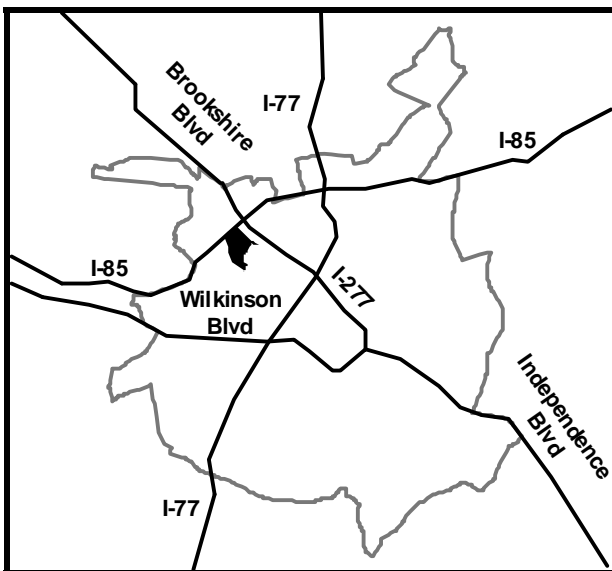 Brookshire
Blvd
I-77
I-85
I-85
Wilkinson
Blvd
I-277
Independence
Blvd
I-77